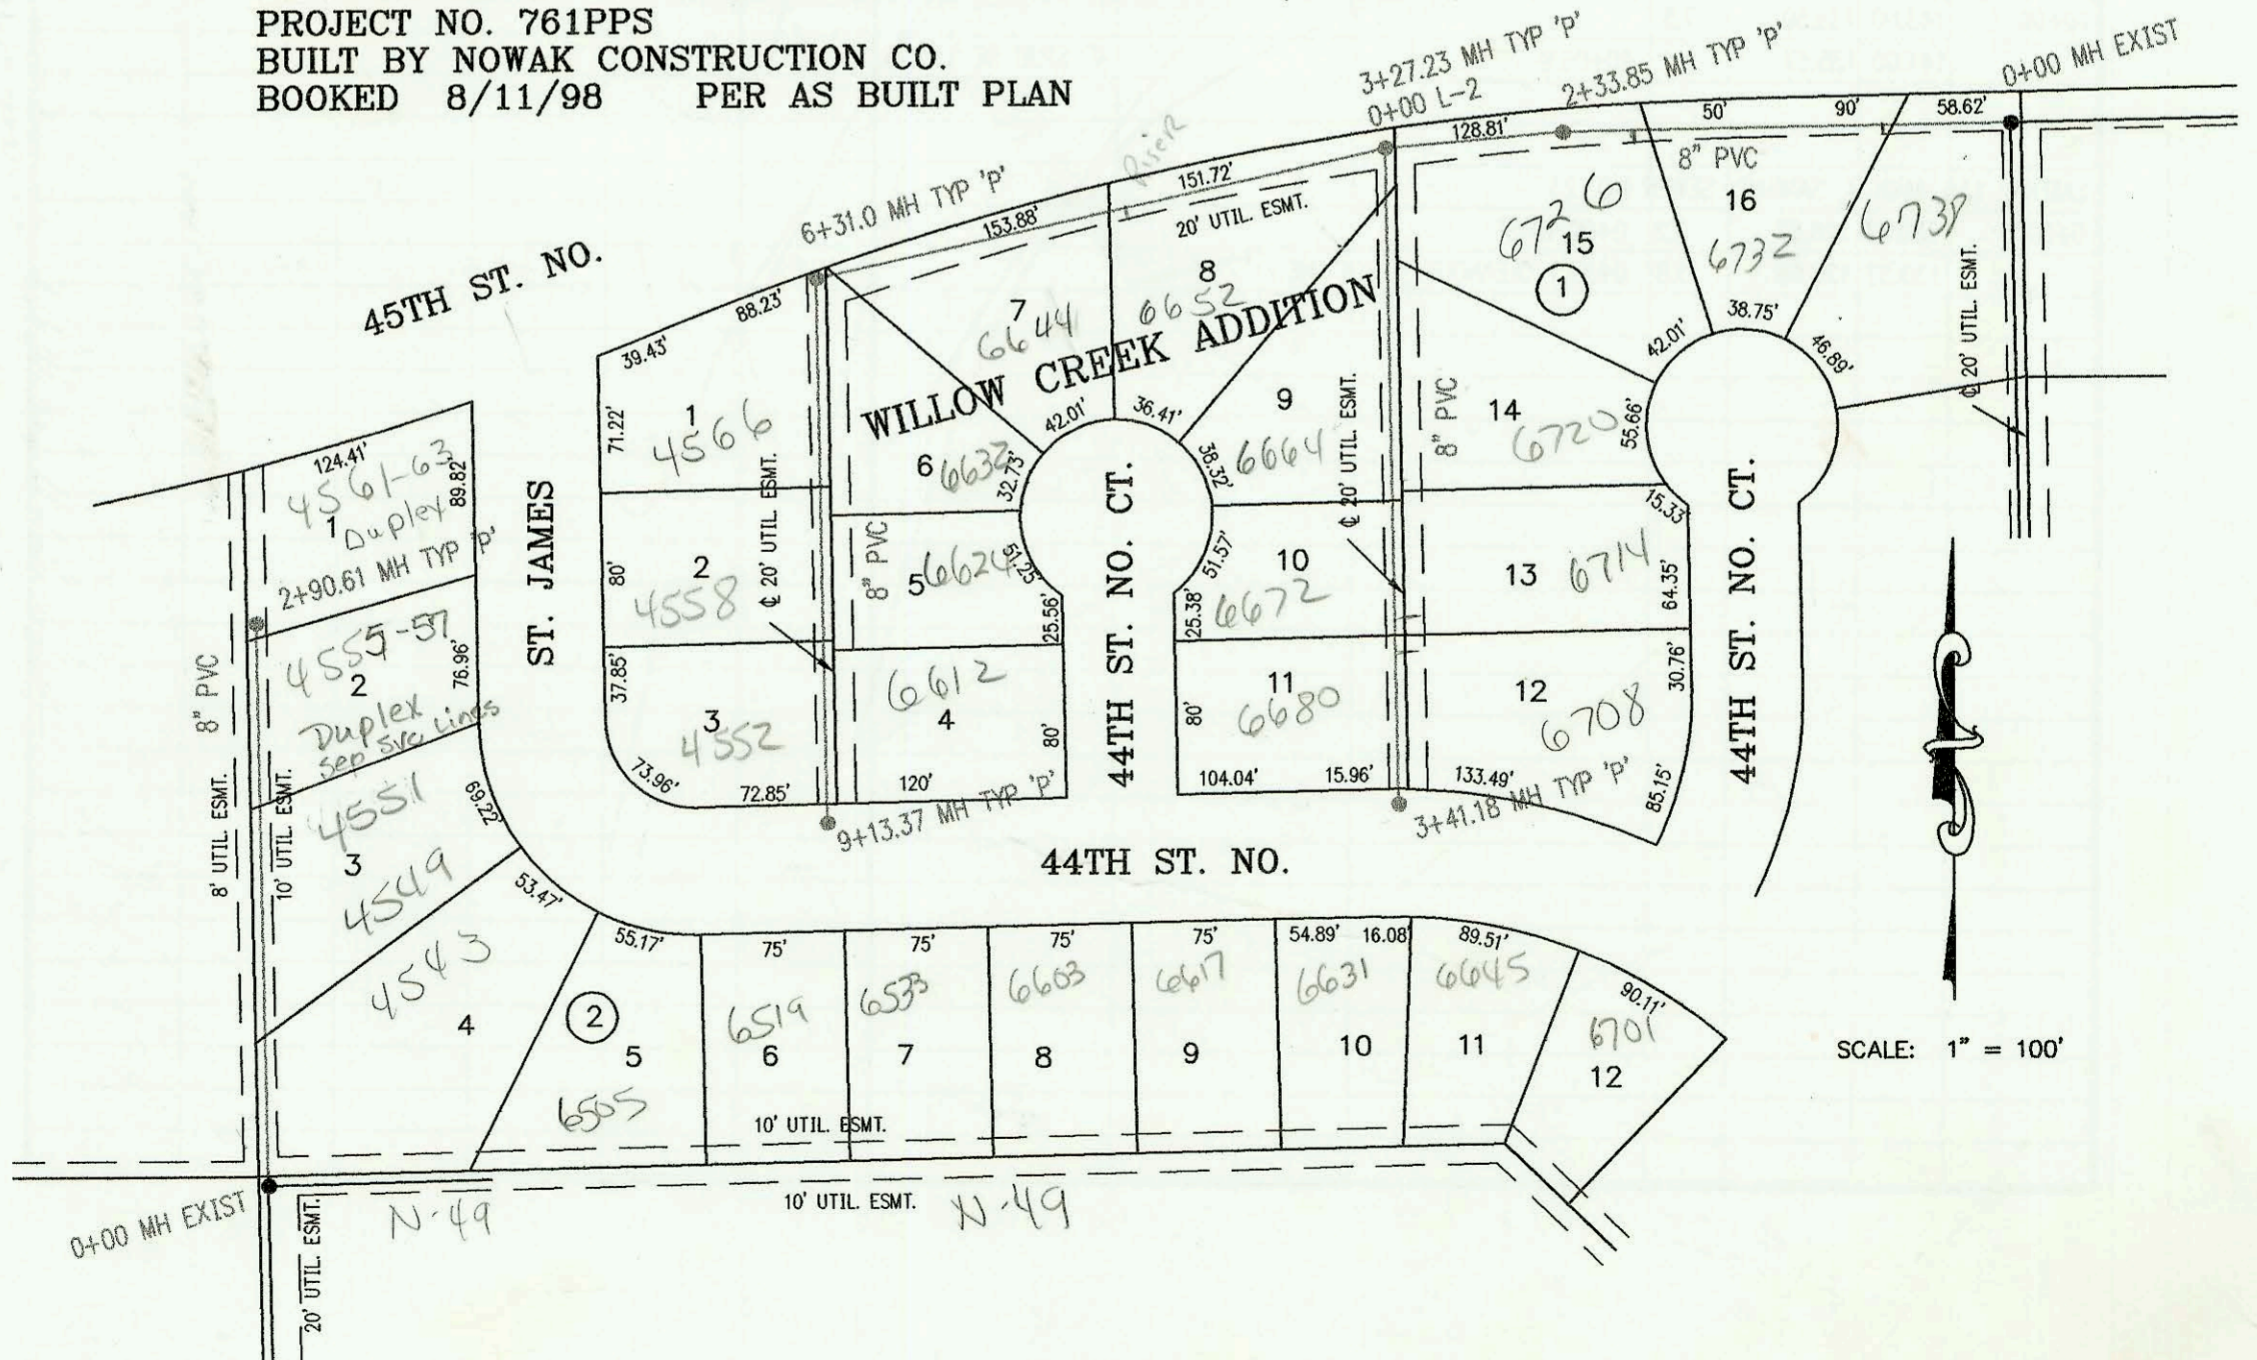 PROJECT NO. 761PPS
BUILT BY NOWAK CONSTRUCTION CO.
BOOKED 8/11/98 PER AS BUILT PLAN
3+27.23 MH TYP 'P'
0+00 L-2
2+33.85 MH TYP 'P'
0+00 MH EXIST
128.81'
50'
90'
58.62'
Riser
8" PVC
6+31.0 MH TYP 'P'
153.88'
151.72'
20' UTIL. ESMT.
45TH ST. NO.
88.23'
39.43'
71.22'
1
4566
7
6644
8
6652
WILLOW CREEK ADDITION
9
6664
6726
15
1
16
6732
38.75'
42.01'
46.89'
₵ 20' UTIL. ESMT.
14
6720
55.66'
8" PVC
₵ 20' UTIL. ESMT.
6
6632
32.73'
42.01'
36.41'
38.32'
124.41'
4561-63
1
Duplex
89.82'
2+90.61 MH TYP 'P'
ST. JAMES
80'
2
4558
₵ 20' UTIL ESMT.
8" PVC
5
6624
51.25'
25.56'
44TH ST. NO. CT.
51.57'
10
6672
25.38'
13
6714
15.33'
64.35'
44TH ST. NO. CT.
4555-57
2
76.96'
Duplex
sep svc Lines
8" PVC
37.85'
3
4552
73.96'
72.85'
6612
4
80'
120'
9+13.37 MH TYP 'P'
11
6680
80'
104.04'
15.96'
12
6708
30.76'
85.15'
133.49'
3+41.18 MH TYP 'P'
8' UTIL. ESMT.
10' UTIL. ESMT.
4551
3
4549
69.22'
53.47'
44TH ST. NO.
4543
4
2
55.17'
5
6505
75'
6519
6
75'
6533
7
75'
6603
8
75'
6617
9
54.89' 16.08'
6631
10
89.51'
6645
11
90.11'
6701
12
SCALE: 1" = 100'
10' UTIL. ESMT.
10' UTIL. ESMT.
N-49
N-49
0+00 MH EXIST
20' UTIL. ESMT.